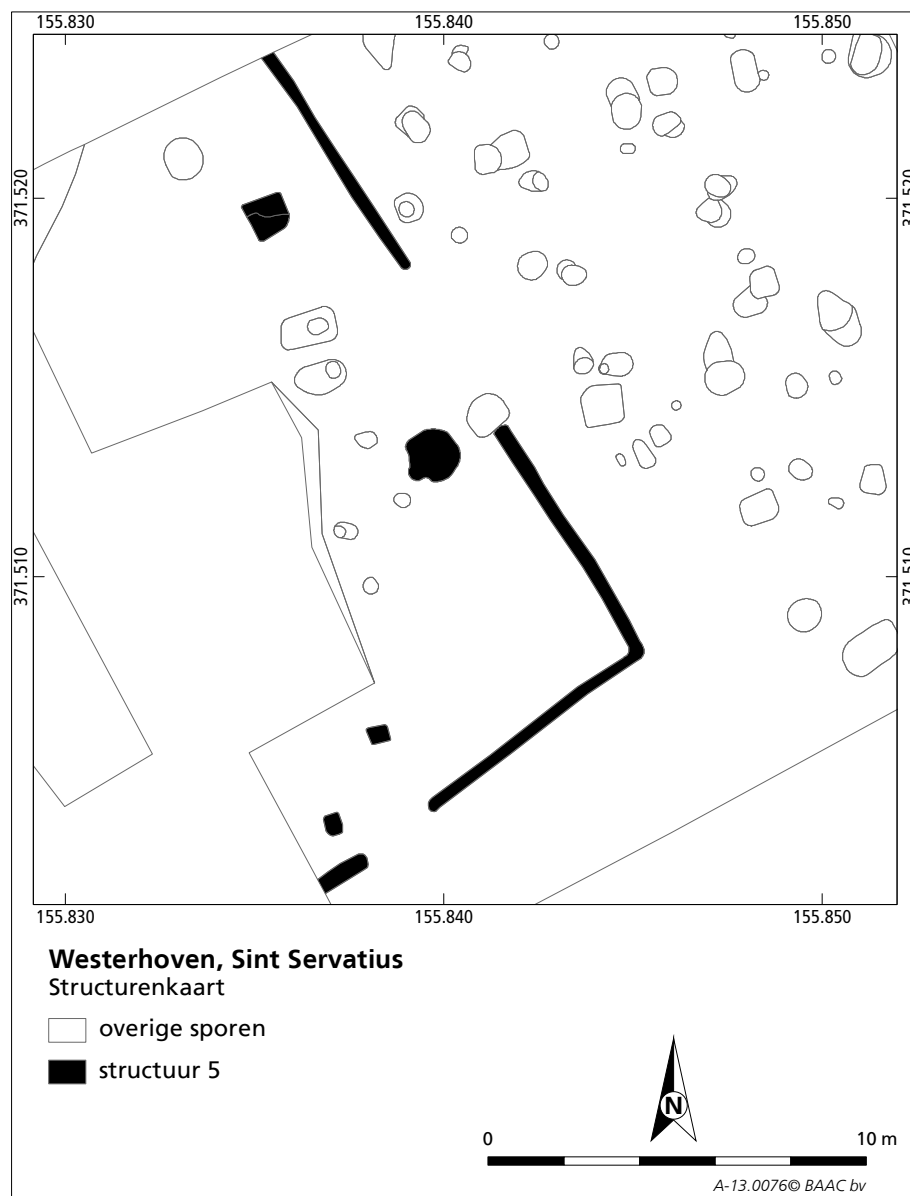 155.830 155.840 155.850
371.520 371.520
371.510 371.510
155.830 155.840 155.850
Westerhoven, Sint Servatius
Structurenkaart
overige sporen
structuur 5
N
0 10 m
A-13.0076© BAAC bv